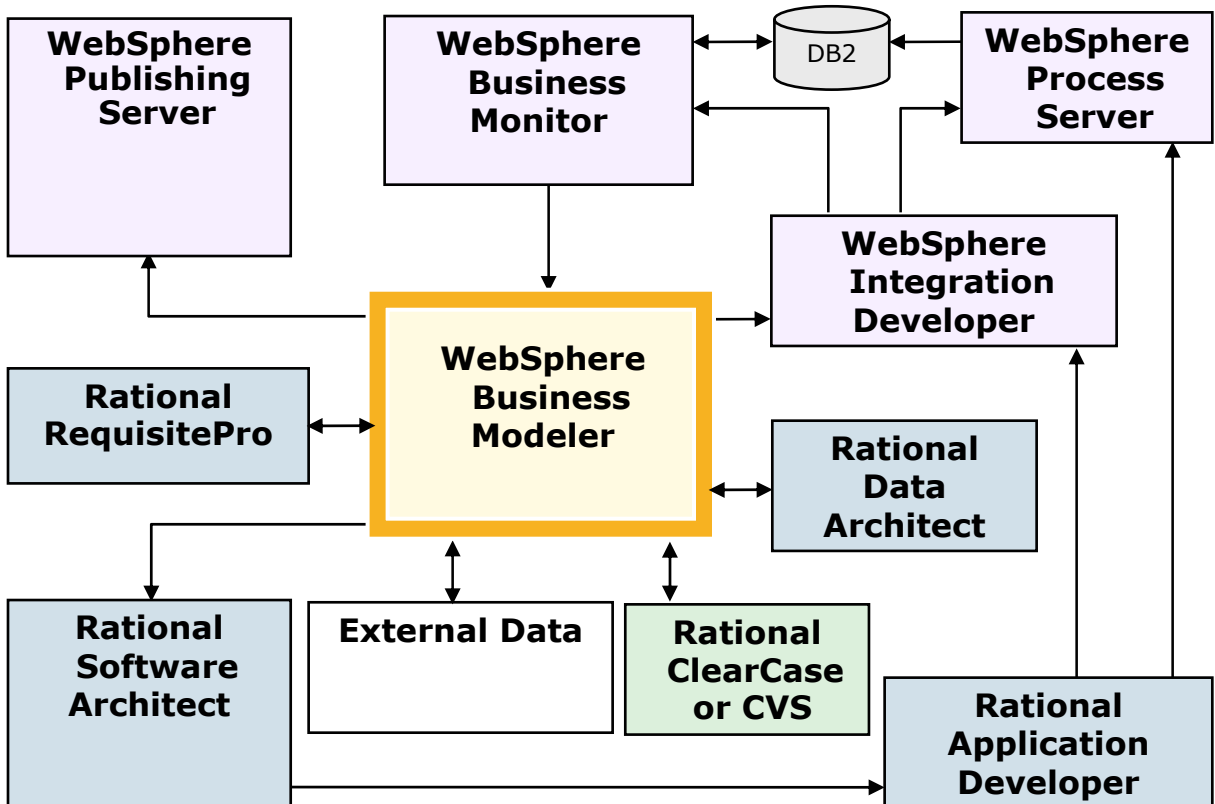 WebSphere
Publishing
Server
WebSphere
Business
Monitor
DB2
WebSphere
Process
Server
WebSphere
Integration
Developer
WebSphere
Business
Modeler
Rational
RequisitePro
Rational
Data
Architect
Rational
Software
Architect
External Data
Rational
ClearCase
or CVS
Rational
Application
Developer